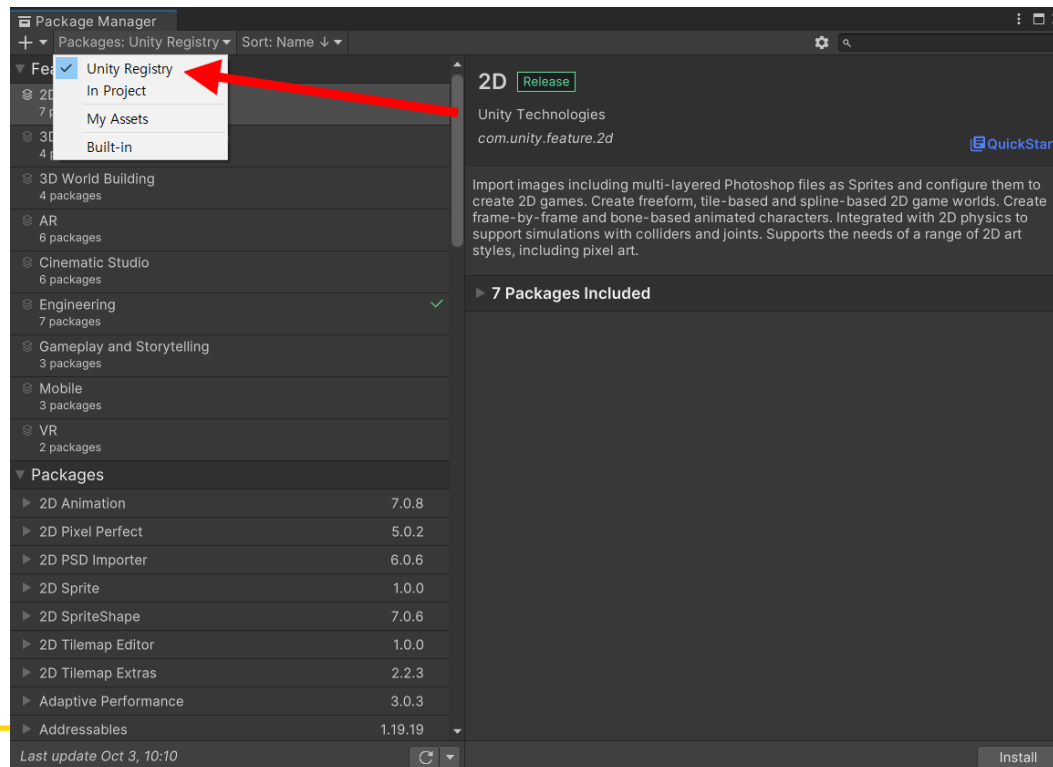 Package Manager
Packages: Unity Registry Sort: Name ↓
Unity Registry
In Project
My Assets
Built-in
Fea
2D
7 p
3D
4 p
3D World Building
4 packages
AR
6 packages
Cinematic Studio
6 packages
Engineering
7 packages
Gameplay and Storytelling
3 packages
Mobile
3 packages
VR
2 packages
Packages
2D Animation 7.0.8
2D Pixel Perfect 5.0.2
2D PSD Importer 6.0.6
2D Sprite 1.0.0
2D SpriteShape 7.0.6
2D Tilemap Editor 1.0.0
2D Tilemap Extras 2.2.3
Adaptive Performance 3.0.3
Addressables 1.19.19
Last update Oct 3, 10:10
2D Release
Unity Technologies
com.unity.feature.2d
QuickStar
Import images including multi-layered Photoshop files as Sprites and configure them to
create 2D games. Create freeform, tile-based and spline-based 2D game worlds. Create
frame-by-frame and bone-based animated characters. Integrated with 2D physics to
support simulations with colliders and joints. Supports the needs of a range of 2D art
styles, including pixel art.
7 Packages Included
Install